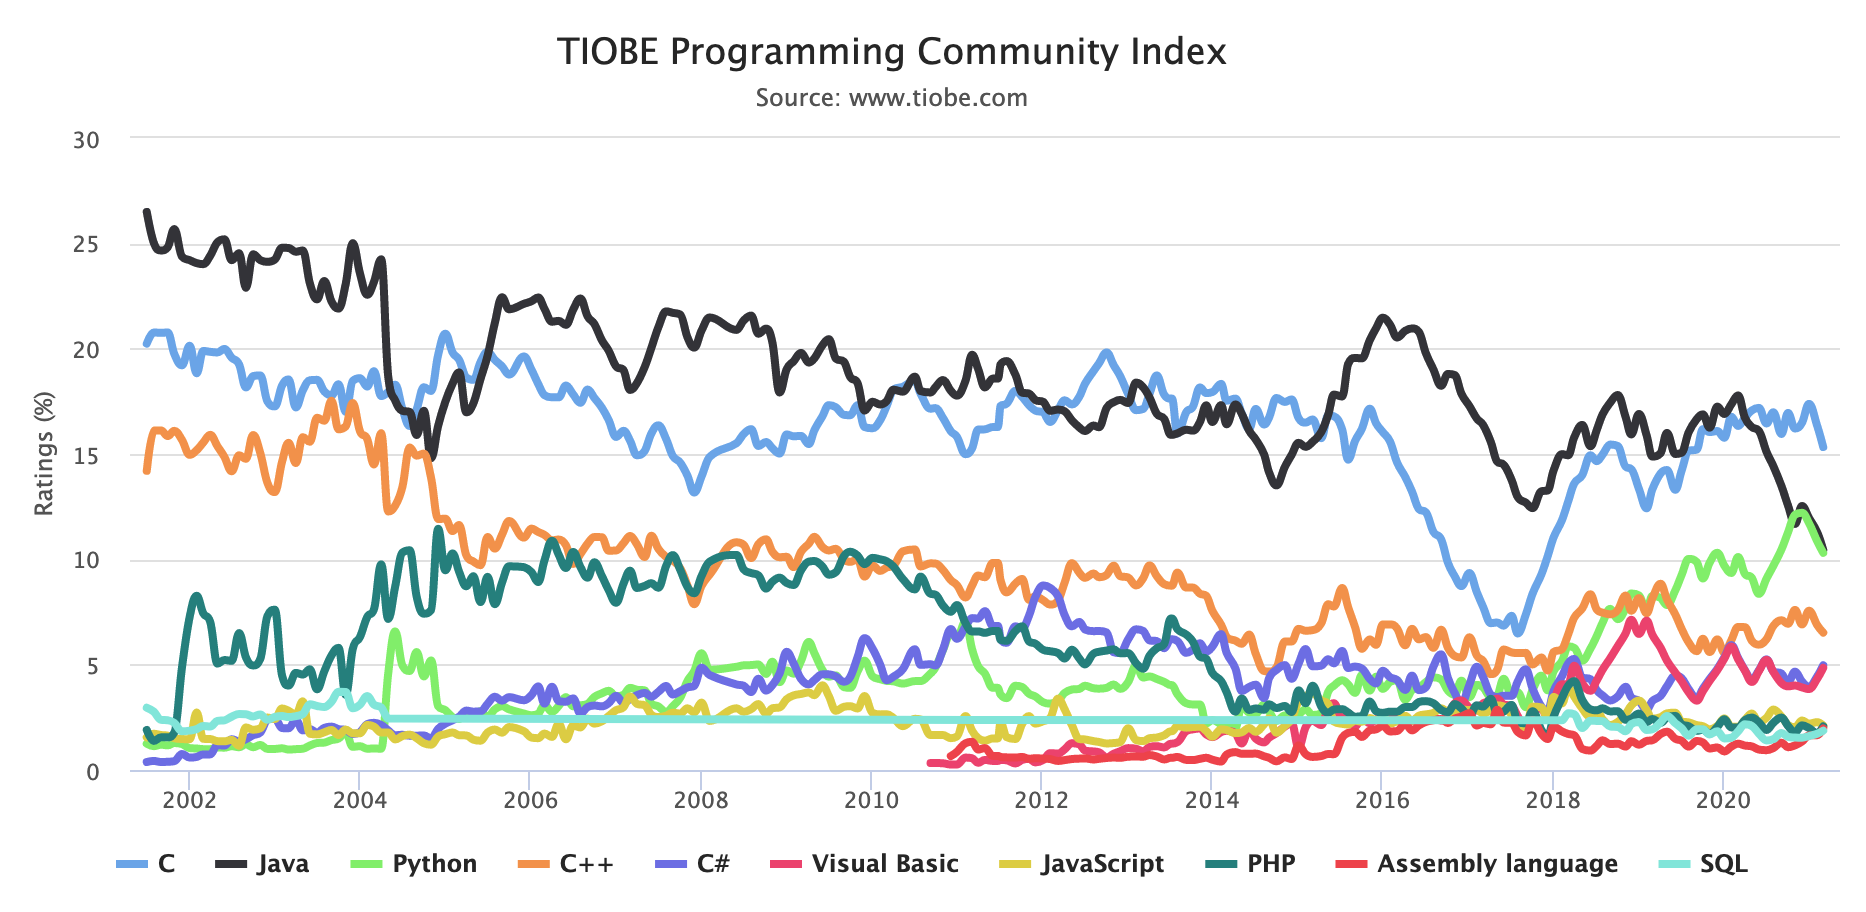 TIOBE Programming Community Index
Source: www.tiobe.com
Ratings (%)
30
25
20
15
10
5
0
2002 2004 2006 2008 2010 2012 2014 2016 2018 2020
C Java Python C++ C# Visual Basic JavaScript PHP Assembly language SQL